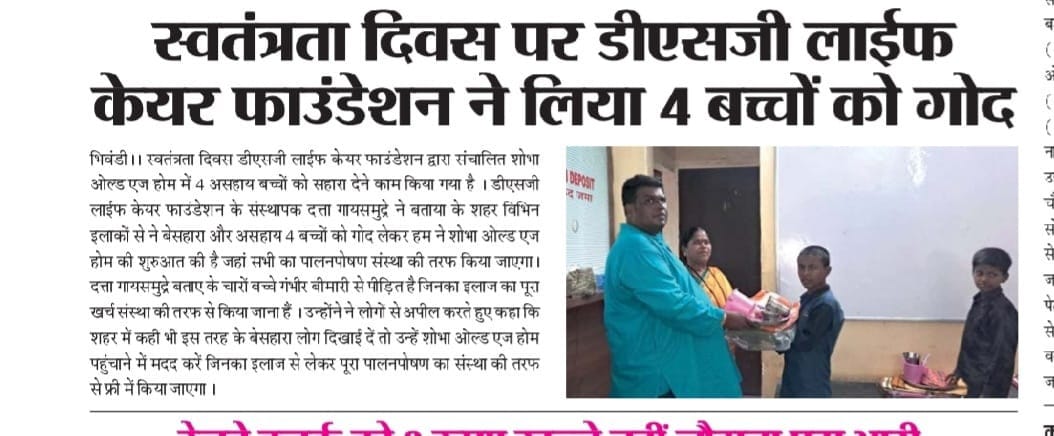 स्वतंत्रता दिवस पर डीएसजी लाईफ
केयर फाउंडेशन ने लिया 4 बच्चों को गोद
भिवंडी।। स्वतंत्रता दिवस डीएसजी लाईफ केयर फाउंडेशन द्वारा संचालित शोभा
ओल्ड एज होम में 4 असहाय बच्चों को सहारा देने काम किया गया है । डीएसजी
लाईफ केयर फाउंडेशन के संस्थापक दत्ता गायसमुद्रे ने बताया के शहर विभिन
इलाकों से ने बेसहारा और असहाय 4 बच्चों को गोद लेकर हम ने शोभा ओल्ड एज
होम की शुरुआत की है जहां सभी का पालनपोषण संस्था की तरफ किया जाएगा।
दत्ता गायसमुद्रे बताए के चारों बच्चे गंभीर बीमारी से पीड़ित है जिनका इलाज का पूरा
खर्च संस्था की तरफ से किया जाना हैं । उन्होंने ने लोगों से अपील करते हुए कहा कि
शहर में कही भी इस तरह के बेसहारा लोग दिखाई दें तो उन्हें शोभा ओल्ड एज होम
पहुंचाने में मदद करें जिनका इलाज से लेकर पूरा पालनपोषण का संस्था की तरफ
से फ्री में किया जाएगा ।
DEPOSIT
जमा